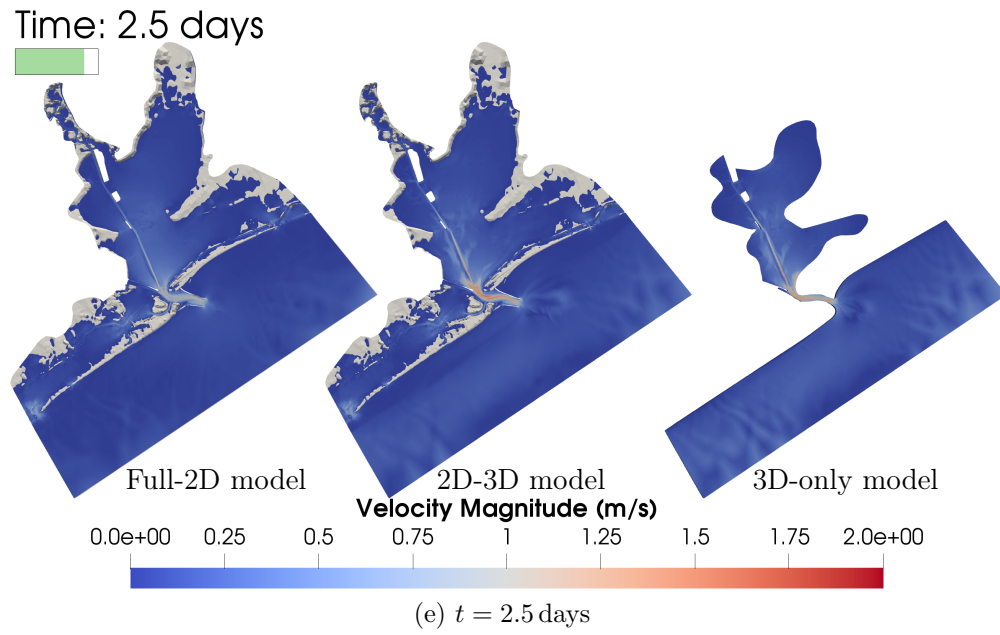 Time: 2.5 days
Full-2D model 2D-3D model 3D-only model
Velocity Magnitude (m/s)
0.0e+00 0.25 0.5 0.75 1 1.25 1.5 1.75 2.0e+00
(e) t = 2.5 days